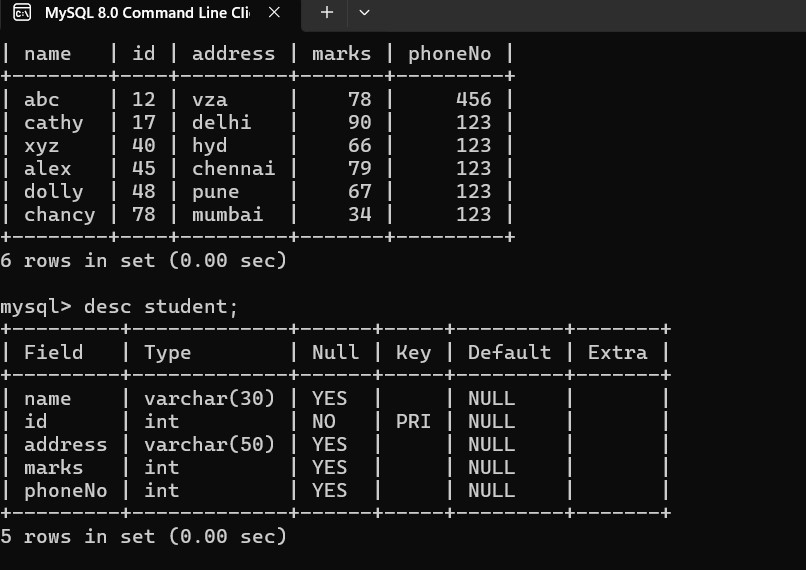 MySQL 8.0 Command Line Cli
| name   | id | address | marks | phoneNo |
+--------+----+---------+-------+---------+
| abc    | 12 | vza     |    78 |     456 |
| cathy  | 17 | delhi   |    90 |     123 |
| xyz    | 40 | hyd     |    66 |     123 |
| alex   | 45 | chennai |    79 |     123 |
| dolly  | 48 | pune    |    67 |     123 |
| chancy | 78 | mumbai  |    34 |     123 |
+--------+----+---------+-------+---------+
6 rows in set (0.00 sec)
mysql> desc student;
+---------+-------------+------+-----+---------+-------+
| Field   | Type        | Null | Key | Default | Extra |
+---------+-------------+------+-----+---------+-------+
| name    | varchar(30) | YES  |     | NULL    |       |
| id      | int         | NO   | PRI | NULL    |       |
| address | varchar(50) | YES  |     | NULL    |       |
| marks   | int         | YES  |     | NULL    |       |
| phoneNo | int         | YES  |     | NULL    |       |
+---------+-------------+------+-----+---------+-------+
5 rows in set (0.00 sec)